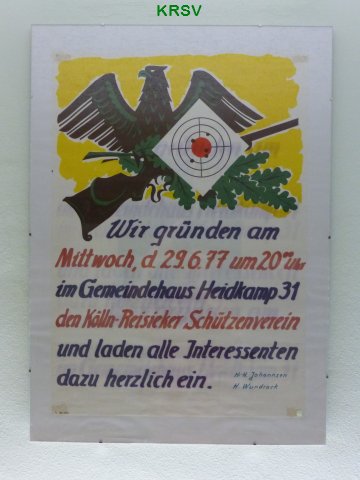 KRSV
Wir gründen am
Mittwoch, d. 29.6.77 um 20⁰⁰ Uhr
im Gemeindehaus Heidkamp 31
den Kölln-Reisieker Schützenverein
und laden alle Interessenten
dazu herzlich ein.
H.H. Johannsen
H. Wundrack